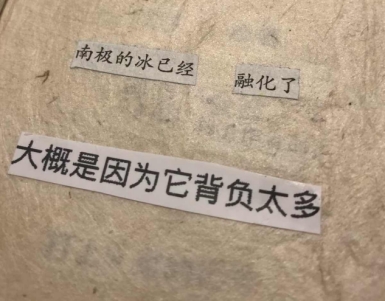 南极的冰已经 融化了
大概是因为它背负太多